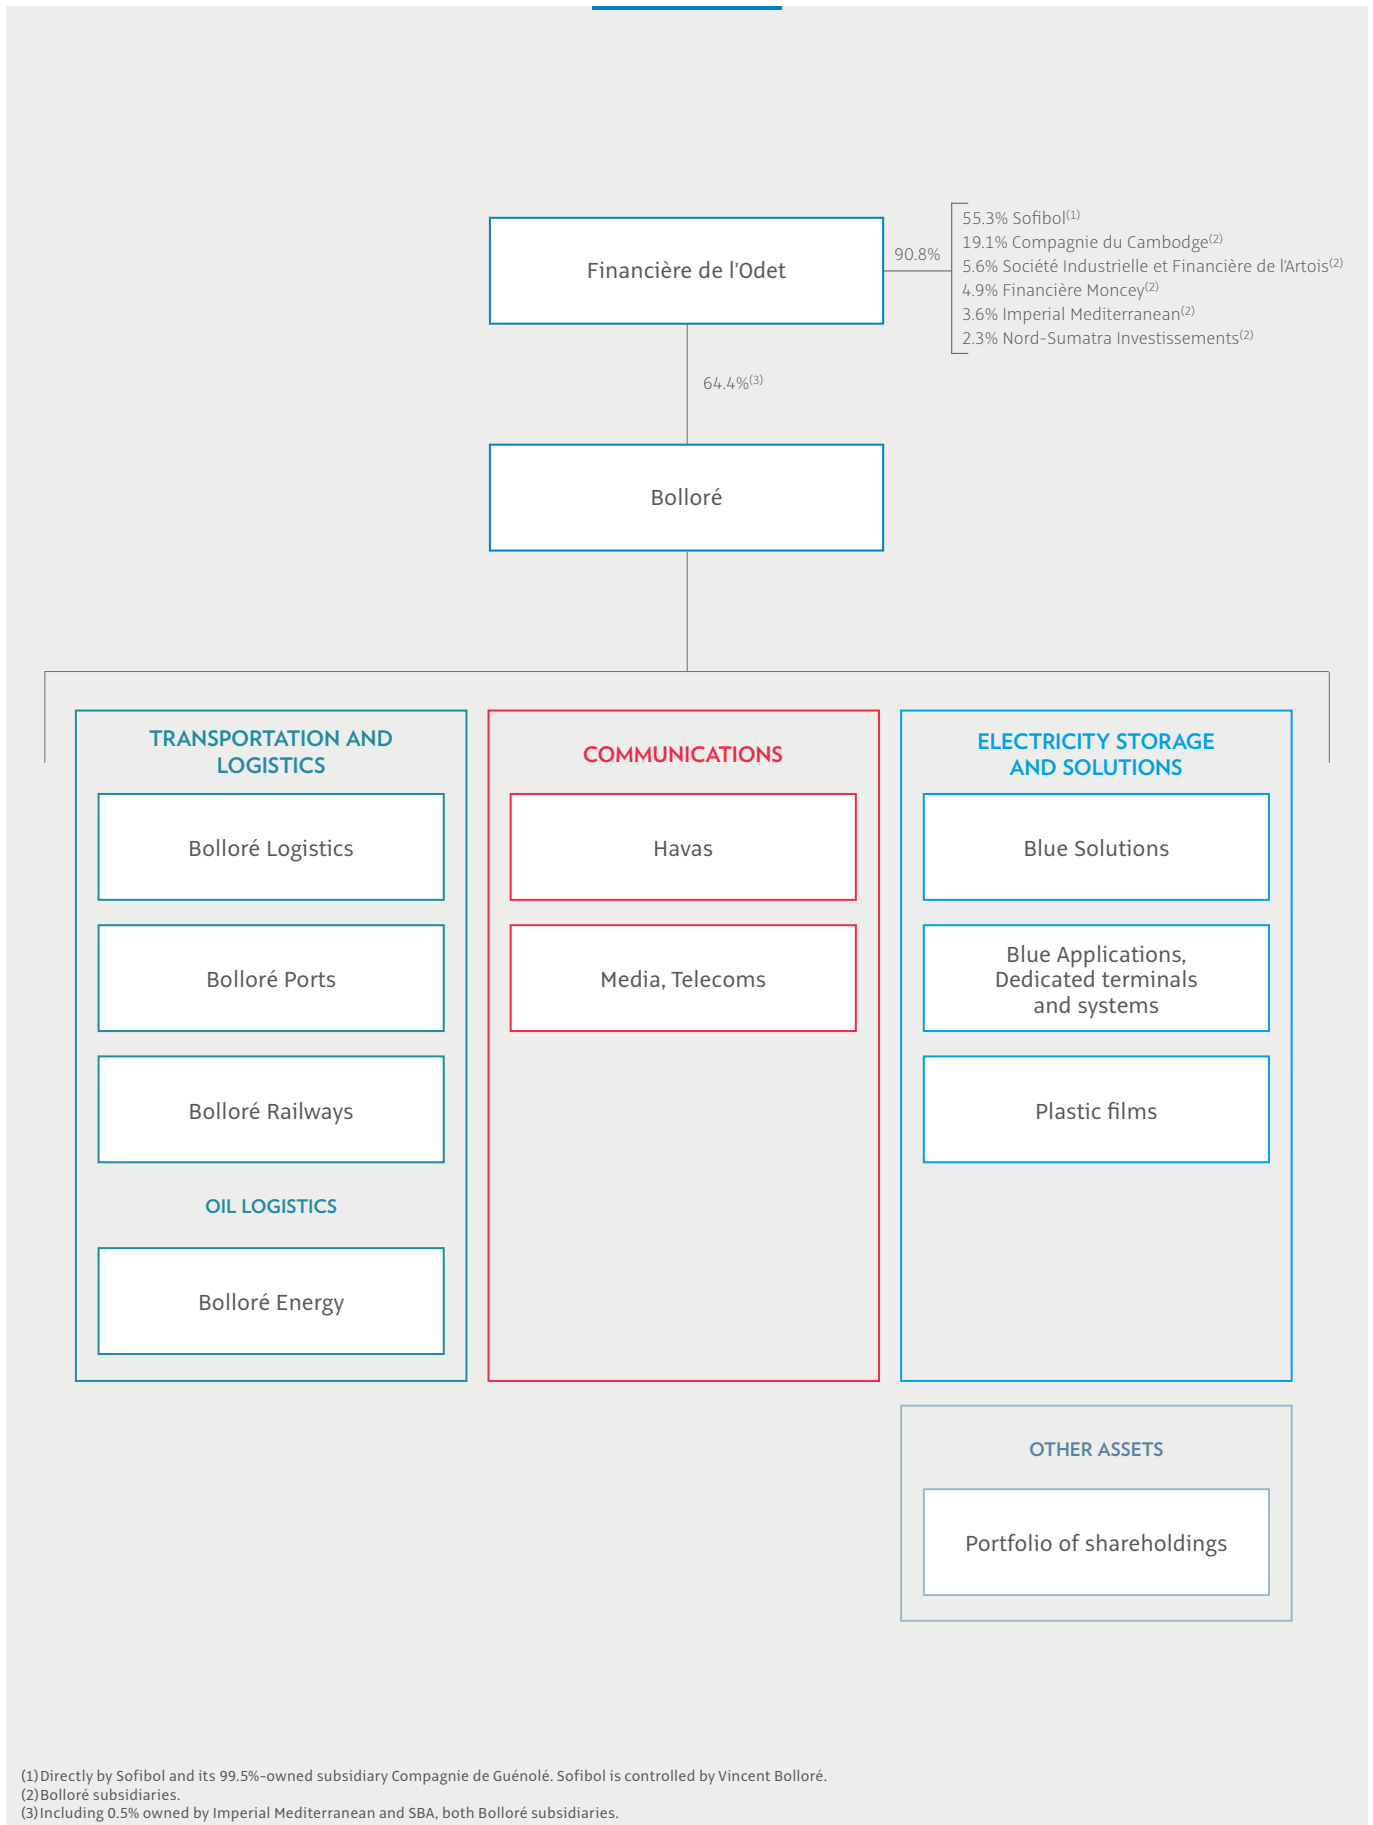 Financière de l'Odet
90.8%
55.3% Sofibol(1)
19.1% Compagnie du Cambodge(2)
5.6% Société Industrielle et Financière de l'Artois(2)
4.9% Financière Moncey(2)
3.6% Imperial Mediterranean(2)
2.3% Nord-Sumatra Investissements(2)
64.4%(3)
Bolloré
TRANSPORTATION AND
LOGISTICS
Bolloré Logistics
Bolloré Ports
Bolloré Railways
OIL LOGISTICS
Bolloré Energy
COMMUNICATIONS
Havas
Media, Telecoms
ELECTRICITY STORAGE
AND SOLUTIONS
Blue Solutions
Blue Applications,
Dedicated terminals
and systems
Plastic films
OTHER ASSETS
Portfolio of shareholdings
(1) Directly by Sofibol and its 99.5%-owned subsidiary Compagnie de Guénolé. Sofibol is controlled by Vincent Bolloré.
(2) Bolloré subsidiaries.
(3) Including 0.5% owned by Imperial Mediterranean and SBA, both Bolloré subsidiaries.